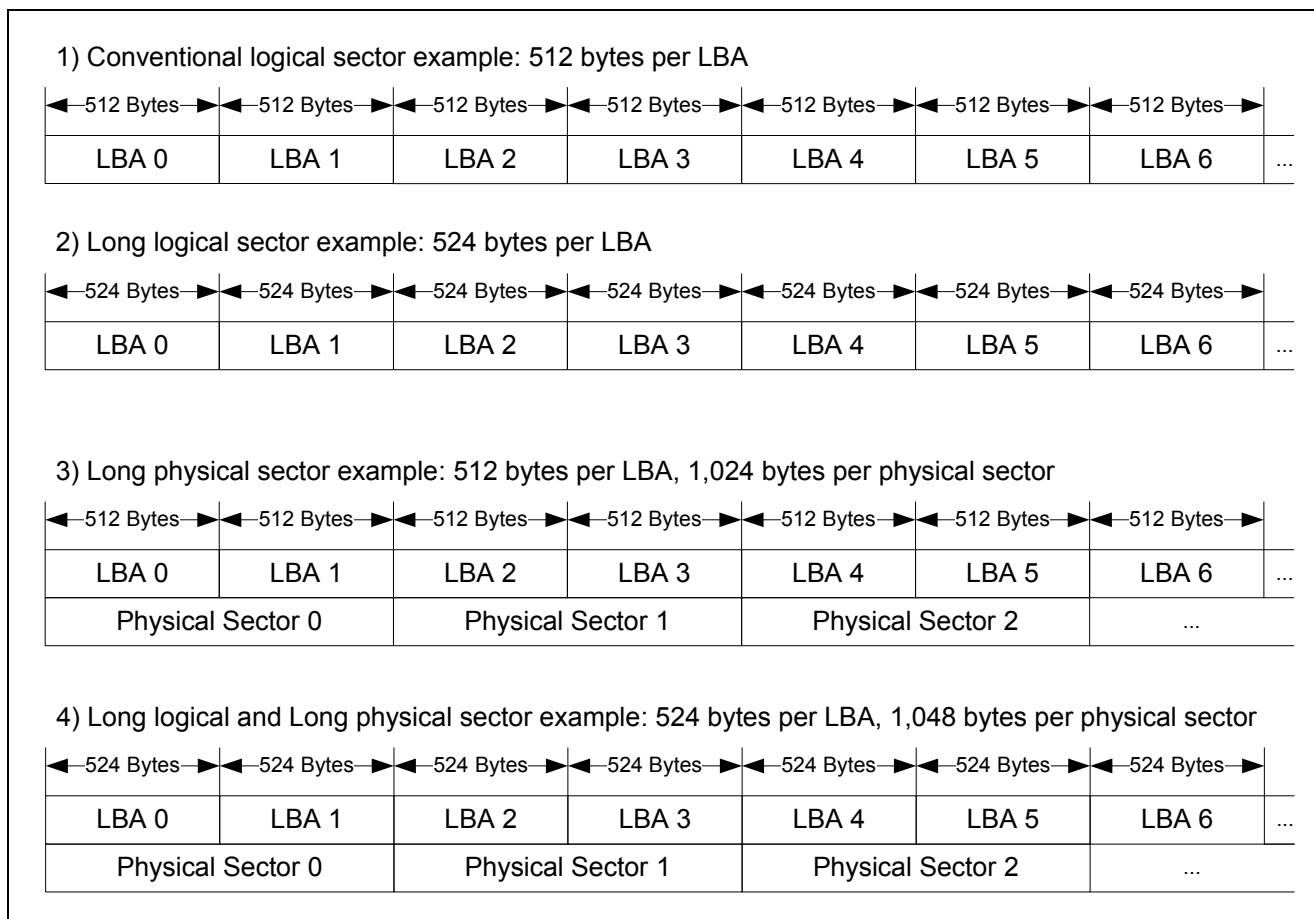 1) Conventional logical sector example: 512 bytes per LBA
512 Bytes 512 Bytes 512 Bytes 512 Bytes 512 Bytes 512 Bytes 512 Bytes
LBA 0 LBA 1 LBA 2 LBA 3 LBA 4 LBA 5 LBA 6 ...
2) Long logical sector example: 524 bytes per LBA
524 Bytes 524 Bytes 524 Bytes 524 Bytes 524 Bytes 524 Bytes 524 Bytes
LBA 0 LBA 1 LBA 2 LBA 3 LBA 4 LBA 5 LBA 6 ...
3) Long physical sector example: 512 bytes per LBA, 1,024 bytes per physical sector
512 Bytes 512 Bytes 512 Bytes 512 Bytes 512 Bytes 512 Bytes 512 Bytes
LBA 0 LBA 1 LBA 2 LBA 3 LBA 4 LBA 5 LBA 6 ...
Physical Sector 0 Physical Sector 1 Physical Sector 2 ...
4) Long logical and Long physical sector example: 524 bytes per LBA, 1,048 bytes per physical sector
524 Bytes 524 Bytes 524 Bytes 524 Bytes 524 Bytes 524 Bytes 524 Bytes
LBA 0 LBA 1 LBA 2 LBA 3 LBA 4 LBA 5 LBA 6 ...
Physical Sector 0 Physical Sector 1 Physical Sector 2 ...